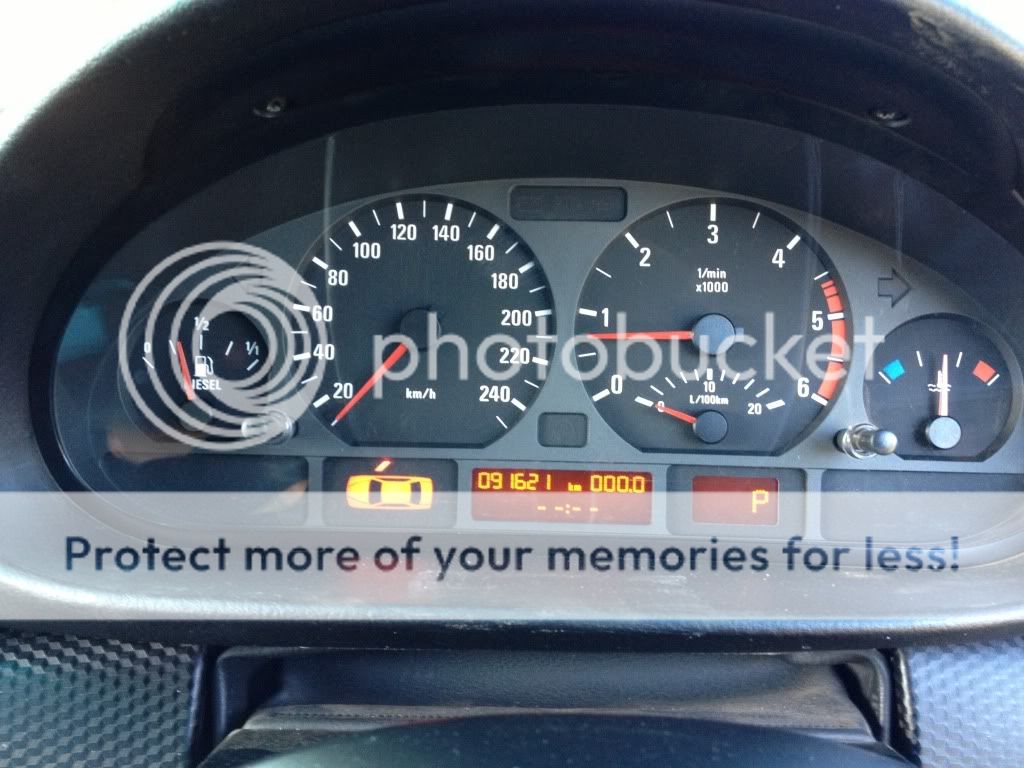 120 140
100 160
80 180
60 200
40 220
20 240
km/h
0 1/2 1/1
DIESEL
3
2 4
1/min
x1000
1 5
0 6
0 10 20
L/100km
photobucket
091621 km 000.0
--:--
P
Protect more of your memories for less!